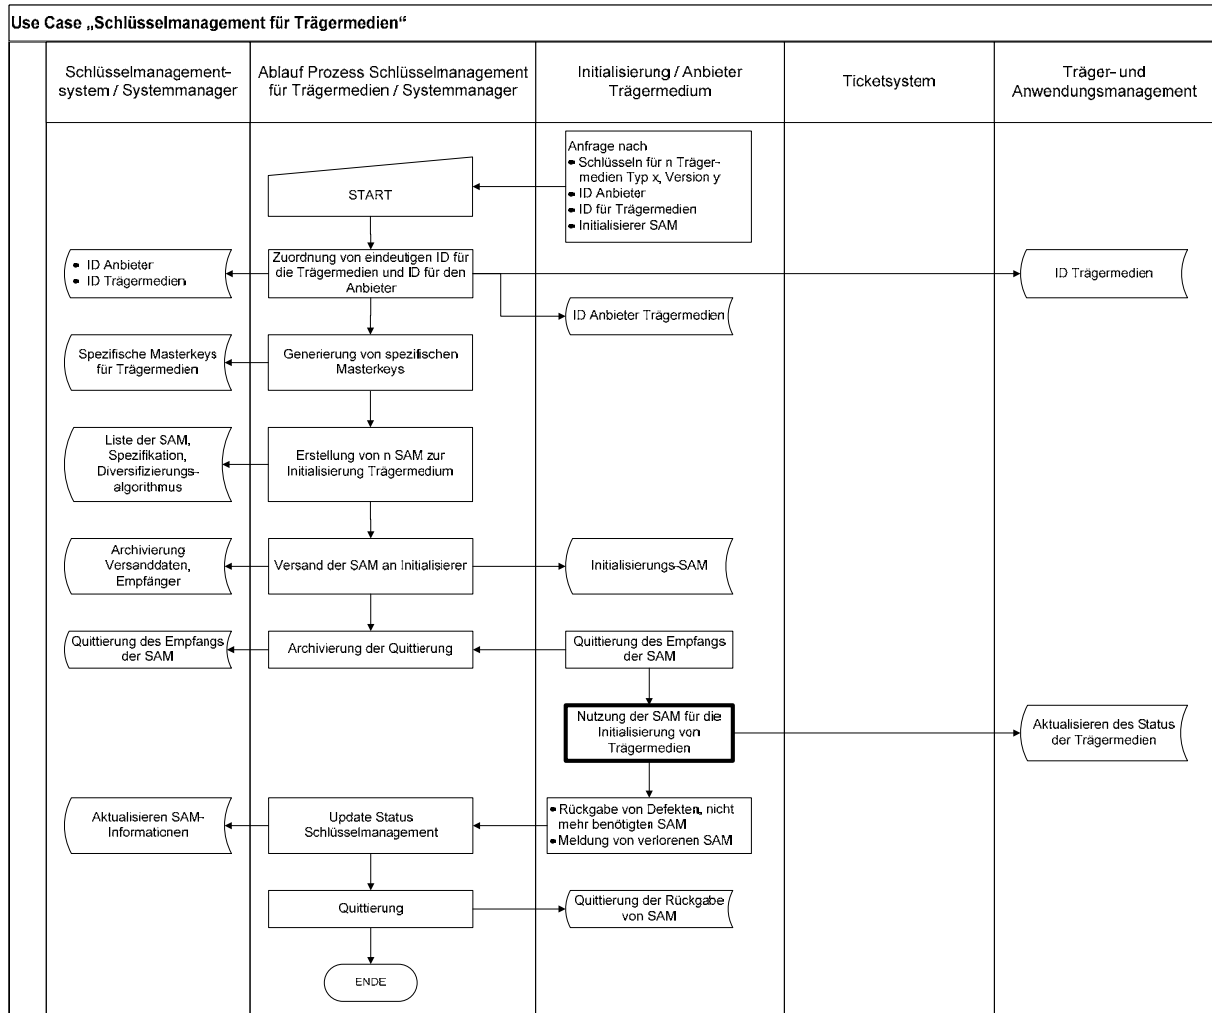 Use Case „Schlüsselmanagement für Trägermedien“
Schlüsselmanagement-
system / Systemmanager
Ablauf Prozess Schlüsselmanagement
für Trägermedien / Systemmanager
Initialisierung / Anbieter
Trägermedium
Ticketsystem
Träger- und
Anwendungsmanagement
Anfrage nach
• Schlüsseln für n Träger-
medien Typ x, Version y
• ID Anbieter
• ID für Trägermedien
• Initialisierer SAM
START
• ID Anbieter
• ID Trägermedien
Zuordnung von eindeutigen ID für
die Trägermedien und ID für den
Anbieter
ID Trägermedien
ID Anbieter Trägermedien
Spezifische Masterkeys
für Trägermedien
Generierung von spezifischen
Masterkeys
Liste der SAM,
Spezifikation,
Diversifizierungs-
algorithmus
Erstellung von n SAM zur
Initialisierung Trägermedium
Archivierung
Versanddaten,
Empfänger
Versand der SAM an Initialisierer
Initialisierungs-SAM
Quittierung des Empfangs
der SAM
Archivierung der Quittierung
Quittierung des Empfangs
der SAM
Nutzung der SAM für die
Initialisierung von
Trägermedien
Aktualisieren des Status
der Trägermedien
Aktualisieren SAM-
Informationen
Update Status
Schlüsselmanagement
• Rückgabe von Defekten, nicht
mehr benötigten SAM
• Meldung von verlorenen SAM
Quittierung
Quittierung der Rückgabe
von SAM
ENDE